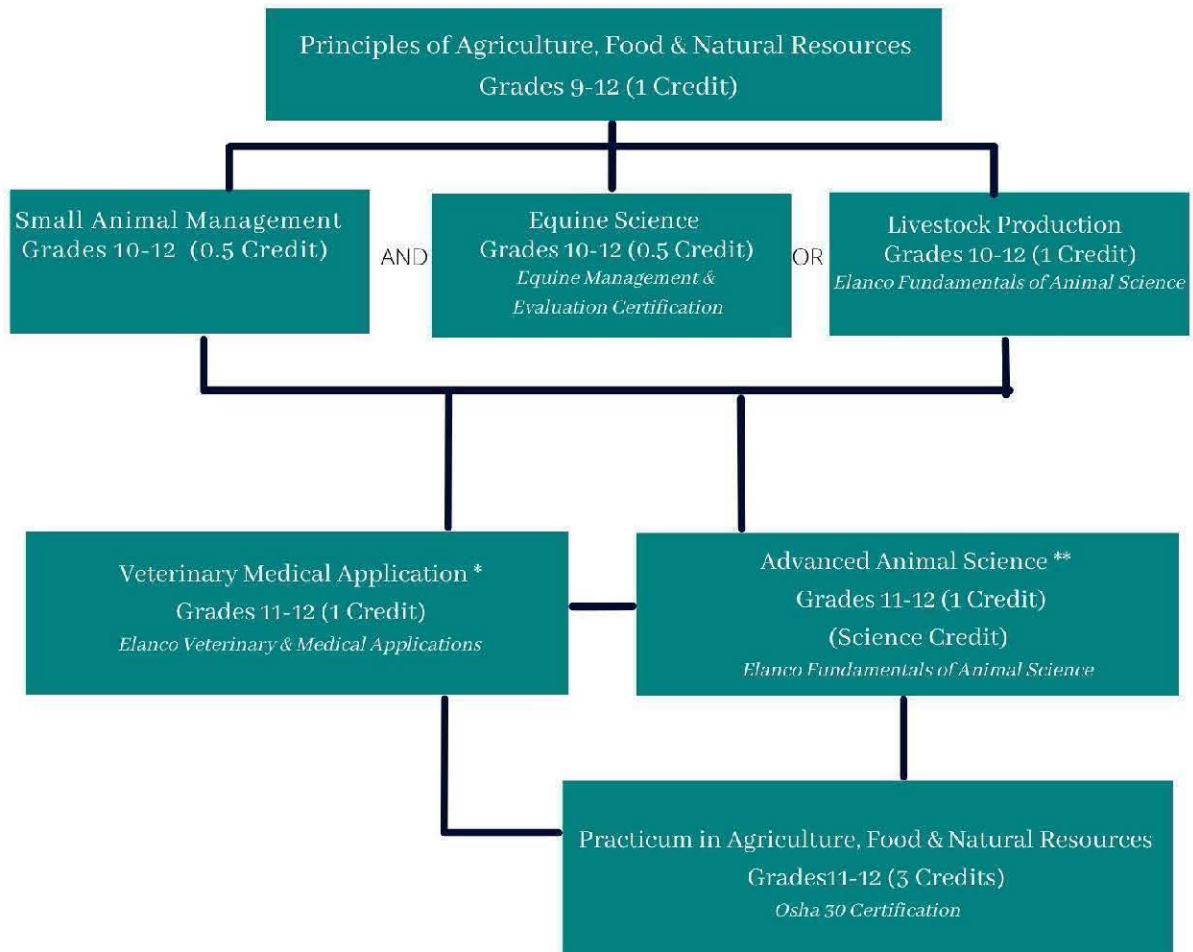 Principles of Agriculture, Food & Natural Resources
Grades 9-12 (1 Credit)
Small Animal Management
Grades 10-12 (0.5 Credit)
AND
Equine Science
Grades 10-12 (0.5 Credit)
Equine Management &
Evaluation Certification
OR
Livestock Production
Grades 10-12 (1 Credit)
Elanco Fundamentals of Animal Science
Veterinary Medical Application *
Grades 11-12 (1 Credit)
Elanco Veterinary & Medical Applications
Advanced Animal Science **
Grades 11-12 (1 Credit)
(Science Credit)
Elanco Fundamentals of Animal Science
Practicum in Agriculture, Food & Natural Resources
Grades11-12 (3 Credits)
Osha 30 Certification